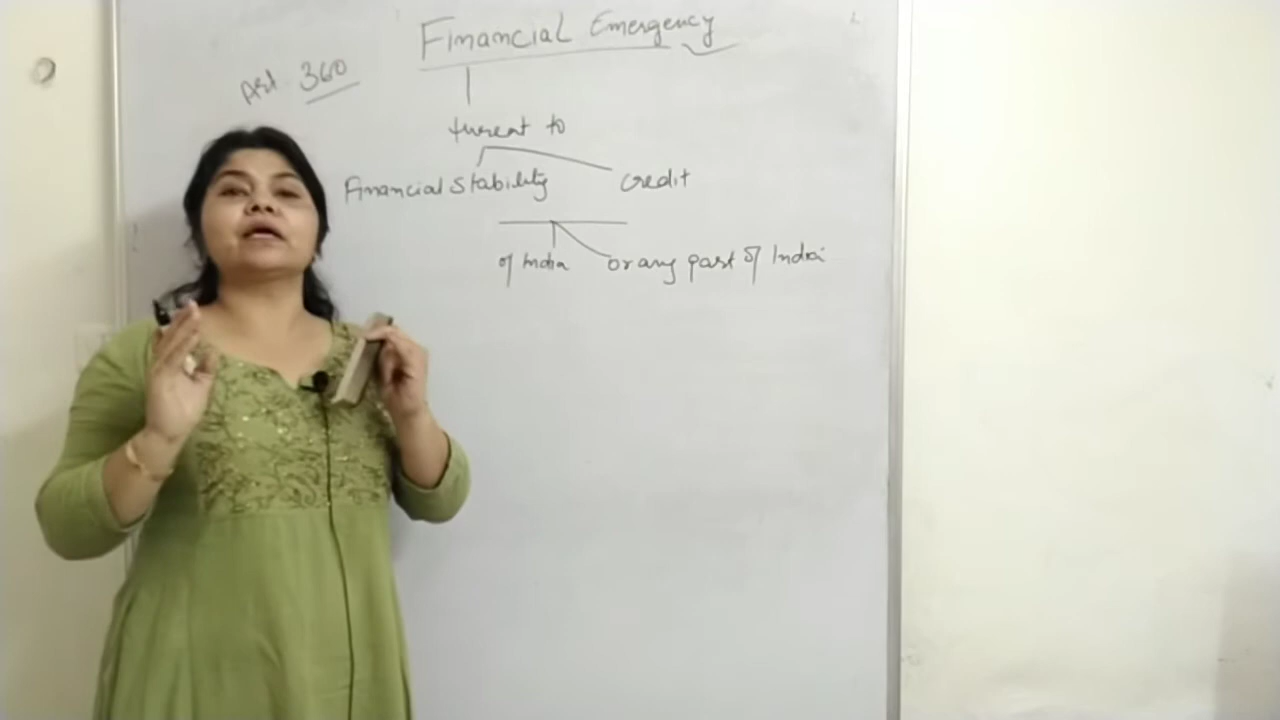 Financial Emergency
Art 360
threat to
Financial stability credit
of India or any part of India